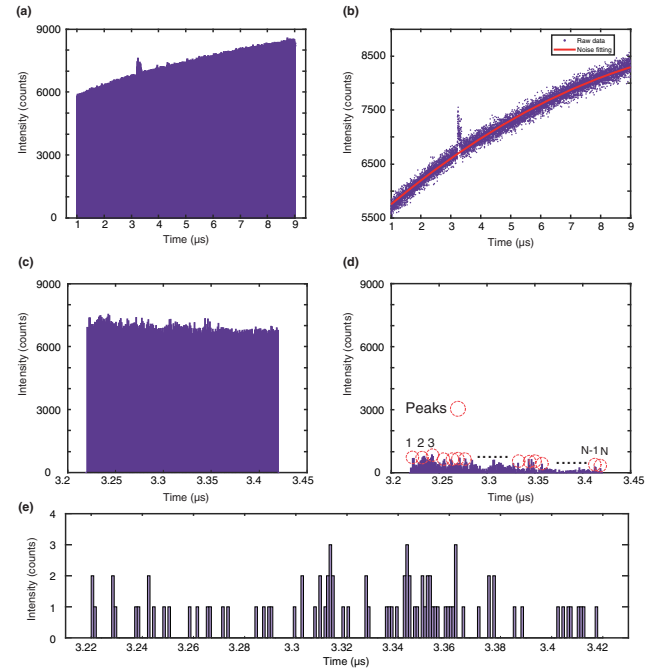 (a)
9000
6000
3000
0
Intensity (counts)
1 2 3 4 5 6 7 8 9
Time (μs)
(b)
8500
7500
6500
5500
Intensity (counts)
Raw data
Noise fitting
1 2 3 4 5 6 7 8 9
Time (μs)
(c)
9000
6000
3000
0
Intensity (counts)
3.2 3.25 3.3 3.35 3.4 3.45
Time (μs)
(d)
9000
6000
3000
0
Intensity (counts)
Peaks
1 2 3 N-1 N
3.2 3.25 3.3 3.35 3.4 3.45
Time (μs)
(e)
4
3
2
1
0
Intensity (counts)
3.22 3.24 3.26 3.28 3.3 3.32 3.34 3.36 3.38 3.4 3.42
Time (μs)